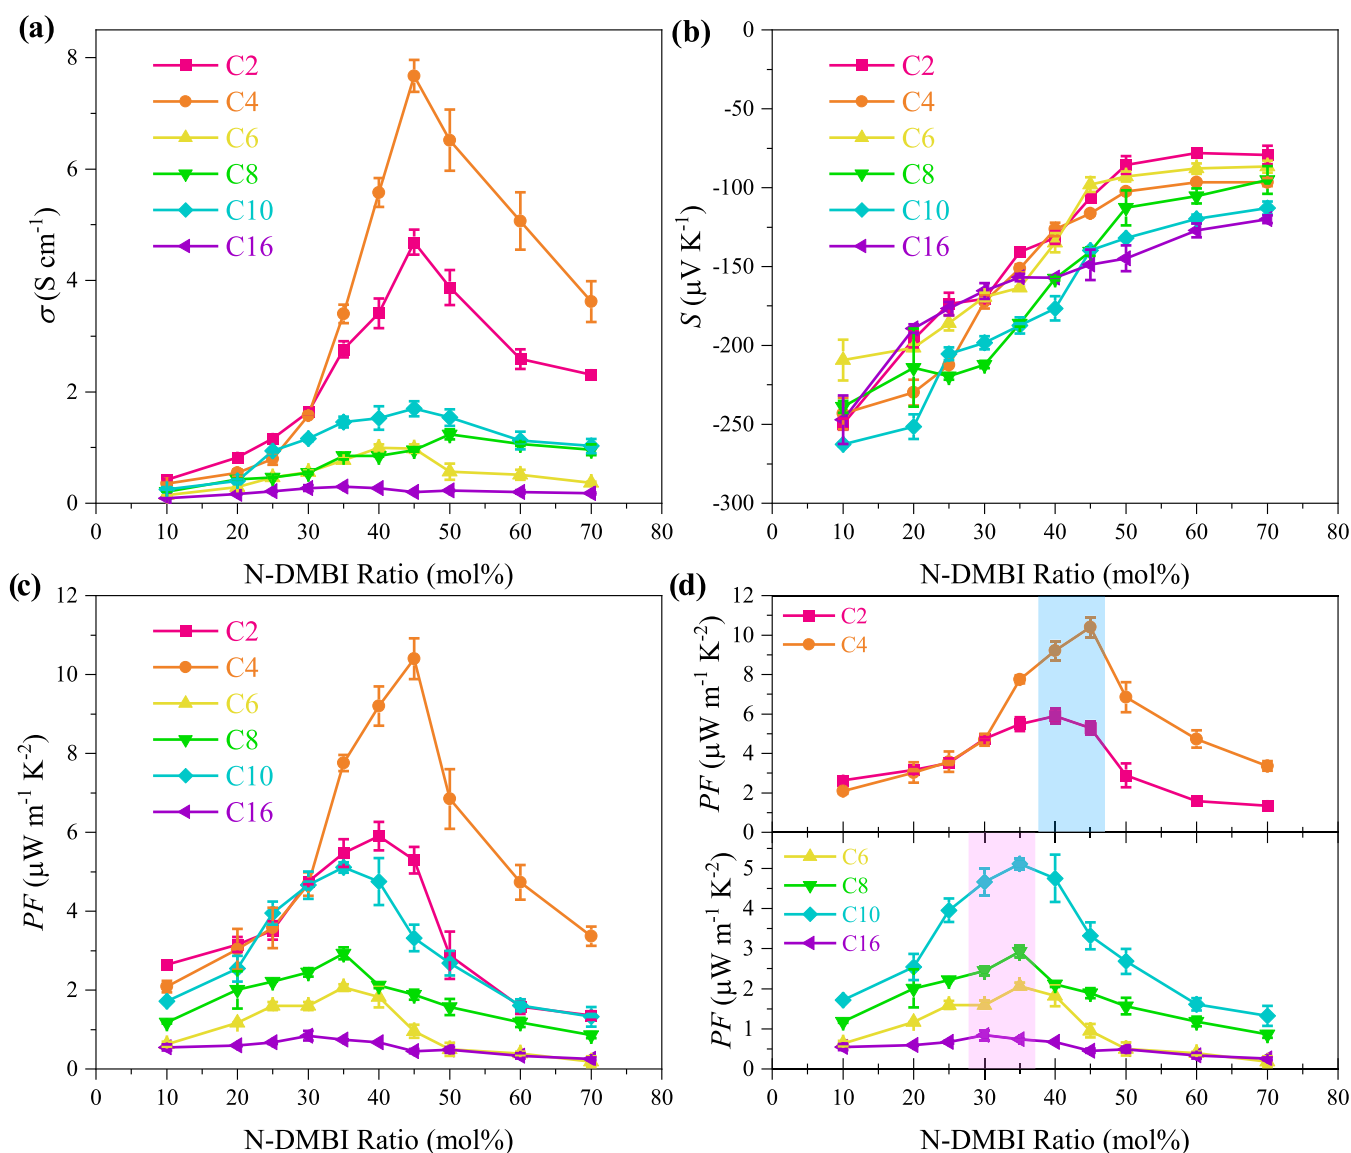 (a)
C2
C4
C6
C8
C10
C16
8
6
4
2
0
σ (S cm⁻¹)
0 10 20 30 40 50 60 70 80
N-DMBI Ratio (mol%)
(b)
C2
C4
C6
C8
C10
C16
0
-50
-100
-150
-200
-250
-300
S (μV K⁻¹)
0 10 20 30 40 50 60 70 80
N-DMBI Ratio (mol%)
(c)
C2
C4
C6
C8
C10
C16
12
10
8
6
4
2
0
PF (μW m⁻¹ K⁻²)
0 10 20 30 40 50 60 70 80
N-DMBI Ratio (mol%)
(d)
C2
C4
12
10
8
6
4
2
0
PF (μW m⁻¹ K⁻²)
C6
C8
C10
C16
5
4
3
2
1
0
PF (μW m⁻¹ K⁻²)
0 10 20 30 40 50 60 70 80
N-DMBI Ratio (mol%)